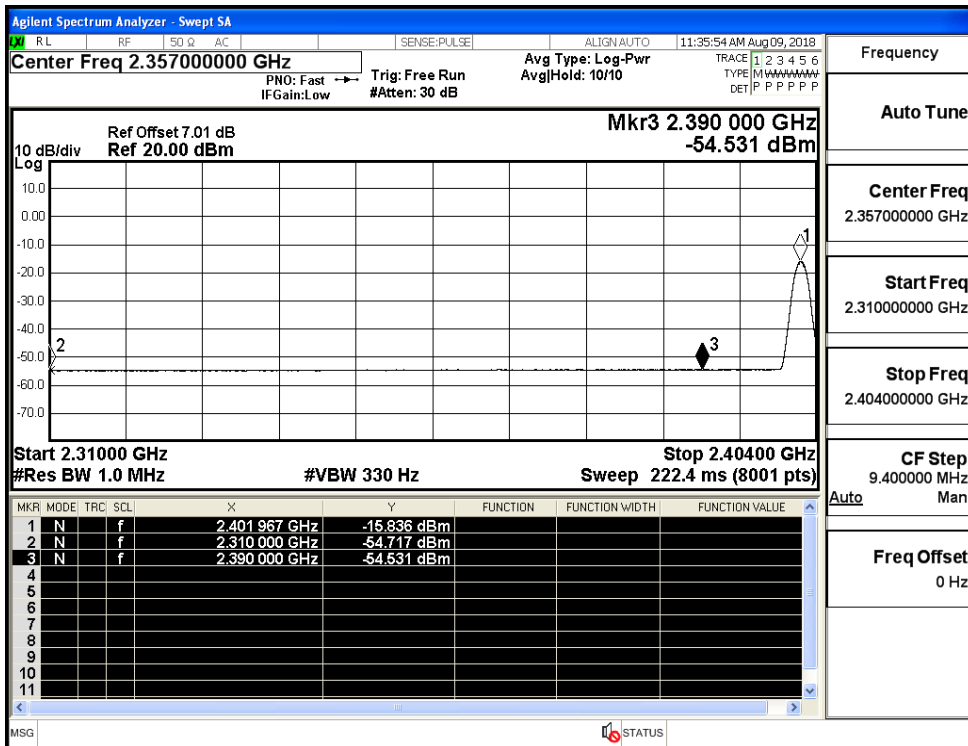 Agilent Spectrum Analyzer - Swept SA
LXI RL RF 50 Ω AC SENSE:PULSE ALIGN AUTO 11:35:54 AM Aug 09, 2018
Center Freq 2.357000000 GHz
PNO: Fast
IFGain:Low
Trig: Free Run
#Atten: 30 dB
Avg Type: Log-Pwr
Avg|Hold: 10/10
TRACE 1 2 3 4 5 6
TYPE M W W W W W
DET P P P P P P
Mkr3 2.390 000 GHz
-54.531 dBm
Ref Offset 7.01 dB
10 dB/div Ref 20.00 dBm
Log
10.0
0.00
-10.0
-20.0
-30.0
-40.0
-50.0
-60.0
-70.0
1
2
3
Start 2.31000 GHz Stop 2.40400 GHz
#Res BW 1.0 MHz #VBW 330 Hz Sweep 222.4 ms (8001 pts)
MKR MODE TRC SCL X Y FUNCTION FUNCTION WIDTH FUNCTION VALUE
1 N f 2.401 967 GHz -15.836 dBm
2 N f 2.310 000 GHz -54.717 dBm
3 N f 2.390 000 GHz -54.531 dBm
4
5
6
7
8
9
10
11
MSG STATUS
Frequency
Auto Tune
Center Freq
2.357000000 GHz
Start Freq
2.310000000 GHz
Stop Freq
2.404000000 GHz
CF Step
9.400000 MHz
Auto Man
Freq Offset
0 Hz